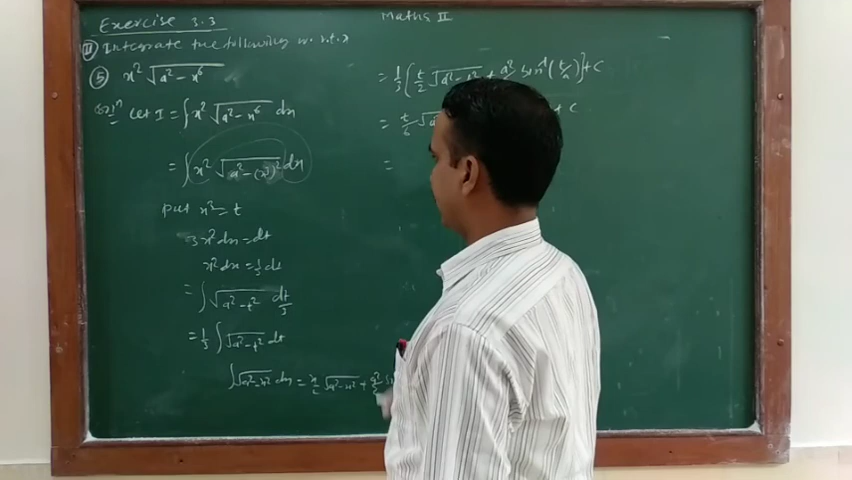 Maths II
Exercise 3.3
II Integrate the following w.r.t. x
5 x² √(a² - x⁶)
Solⁿ let I = ∫ x² √(a² - x⁶) dx
= ∫ x² √(a² - (x³)²) dx
put x³ = t
3x² dx = dt
x² dx = 1/3 dt
= ∫ √(a² - t²) dt/3
= 1/3 ∫ √(a² - t²) dt
∫ √(a² - x²) dx = x/2 √(a² - x²) + a²/2
= 1/3 [ t/2 √(a² - t²) + a²/2 sin⁻¹ (t/a) ] + c
= t/6 √ + c
=